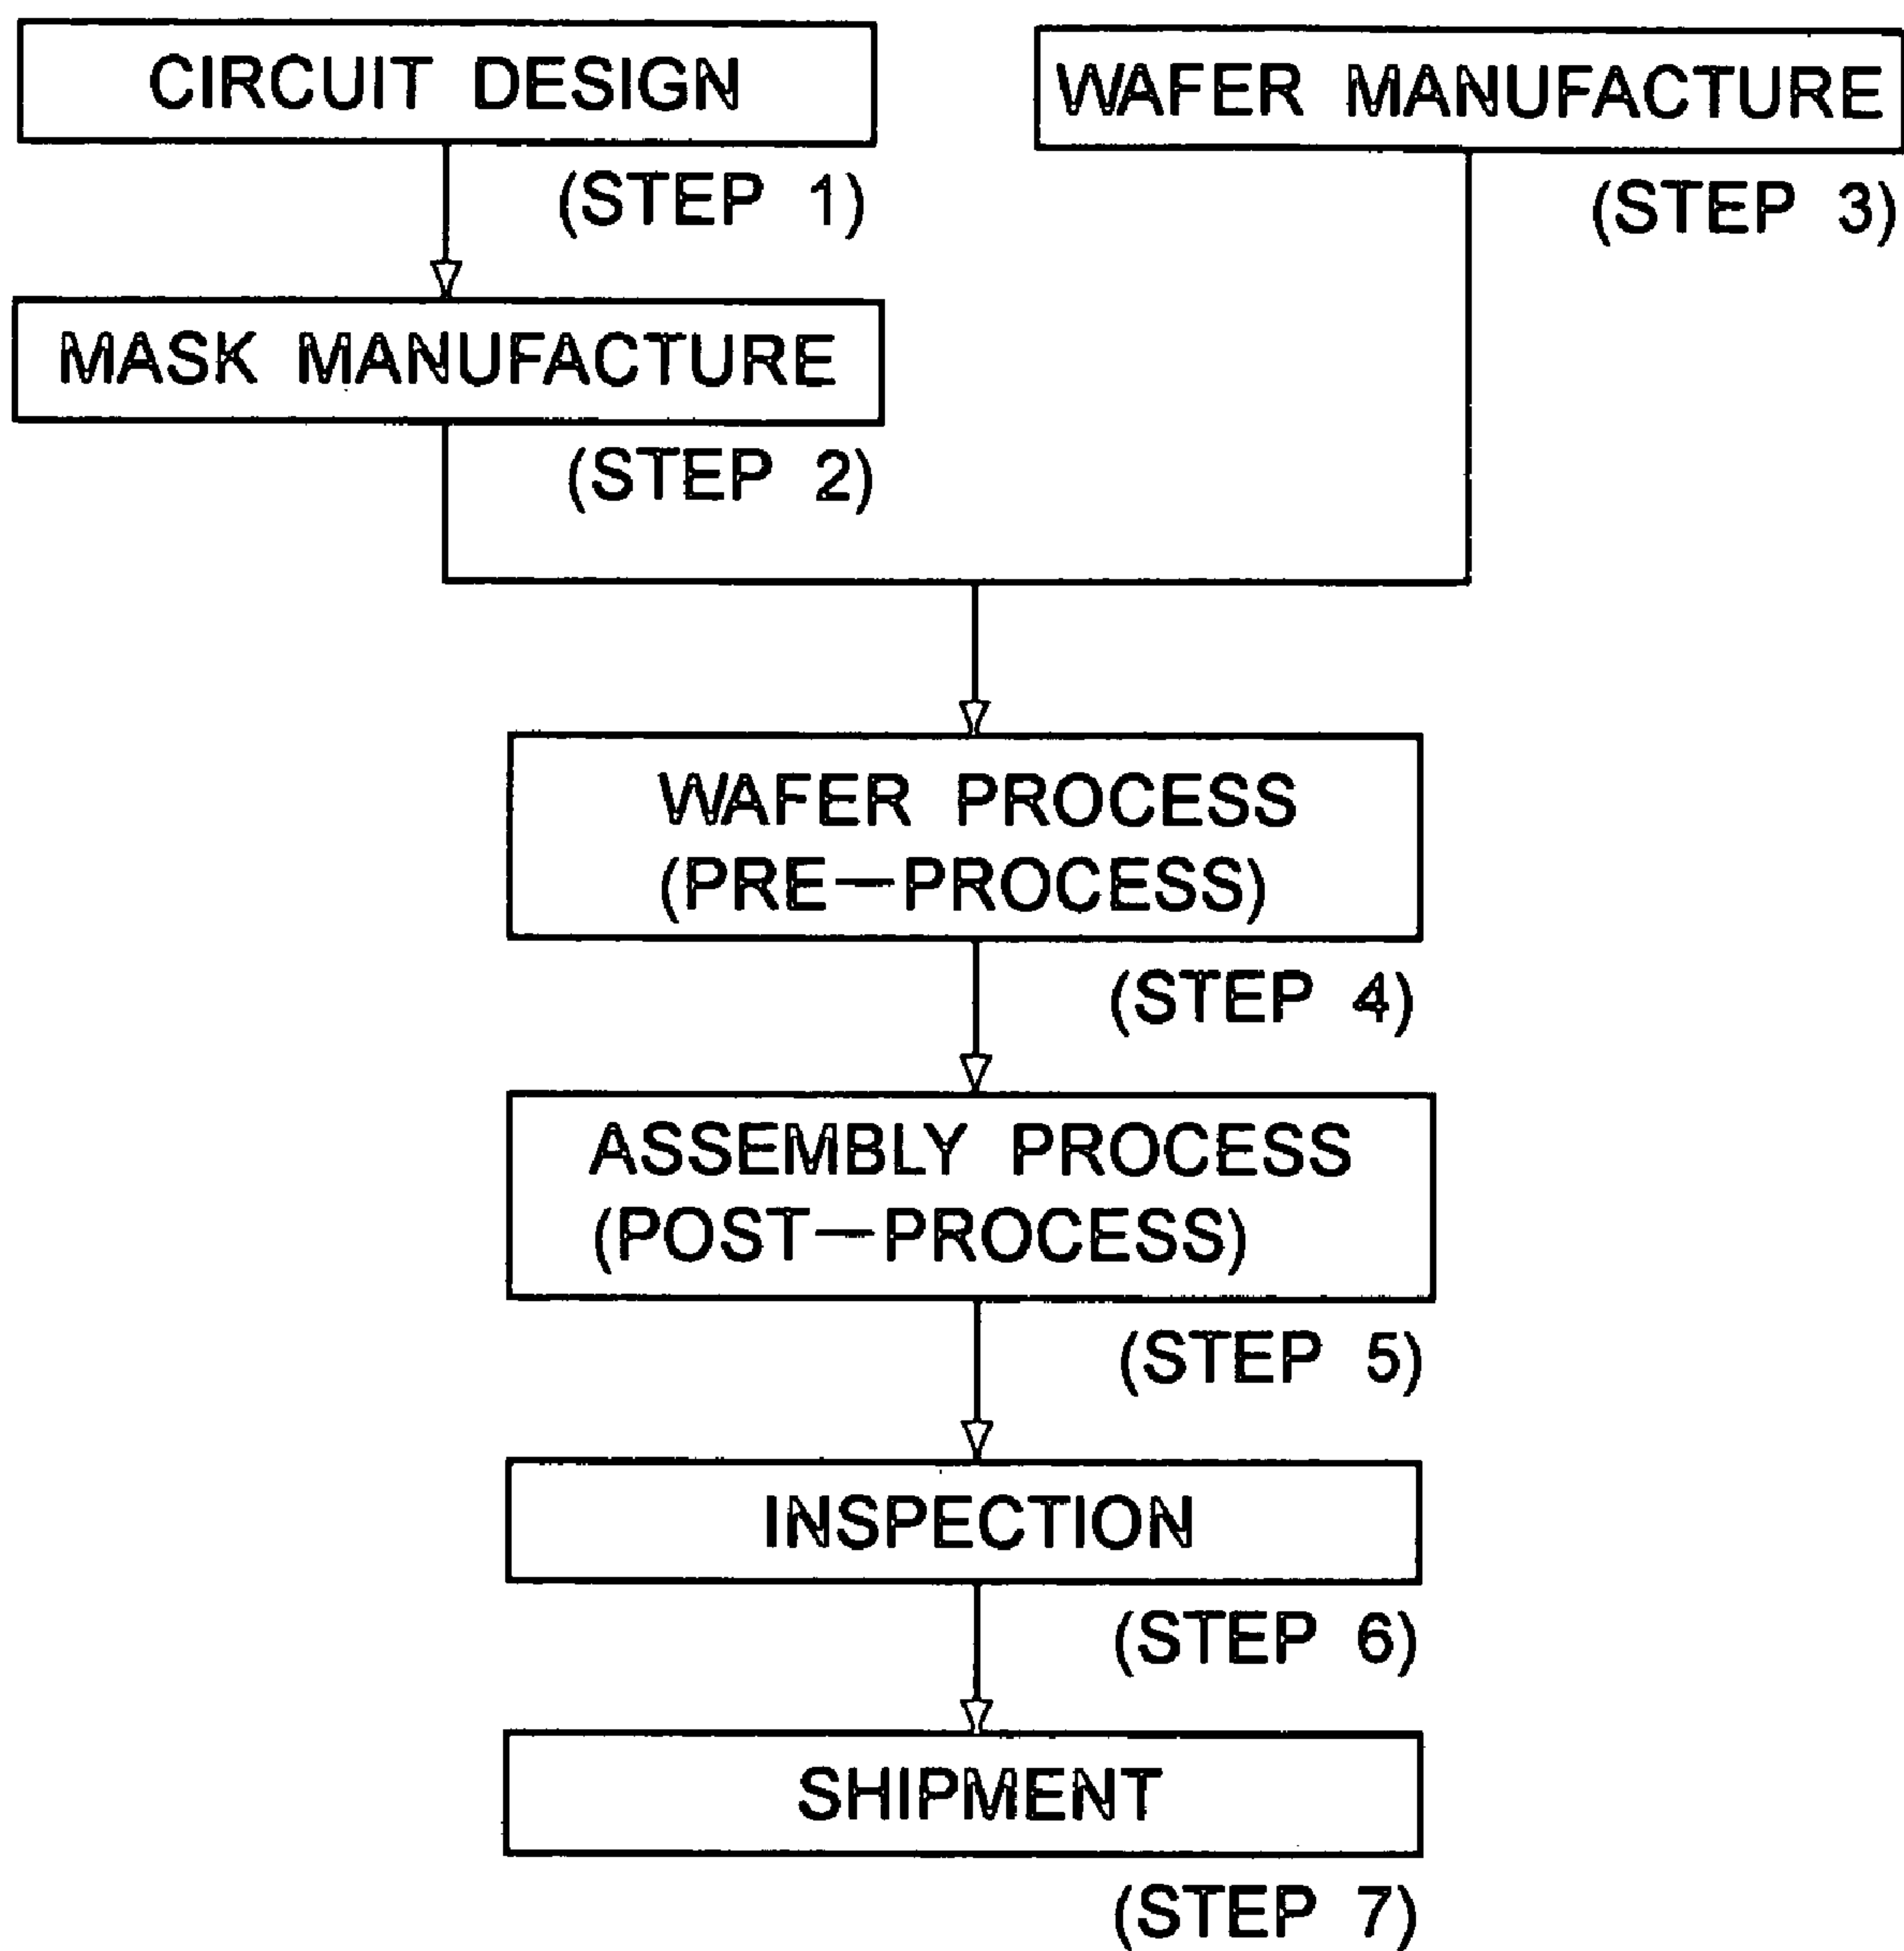 CIRCUIT DESIGN
(STEP 1)
MASK MANUFACTURE
(STEP 2)
WAFER MANUFACTURE
(STEP 3)
WAFER PROCESS
(PRE—PROCESS)
(STEP 4)
ASSEMBLY PROCESS
(POST—PROCESS)
(STEP 5)
INSPECTION
(STEP 6)
SHIPMENT
(STEP 7)